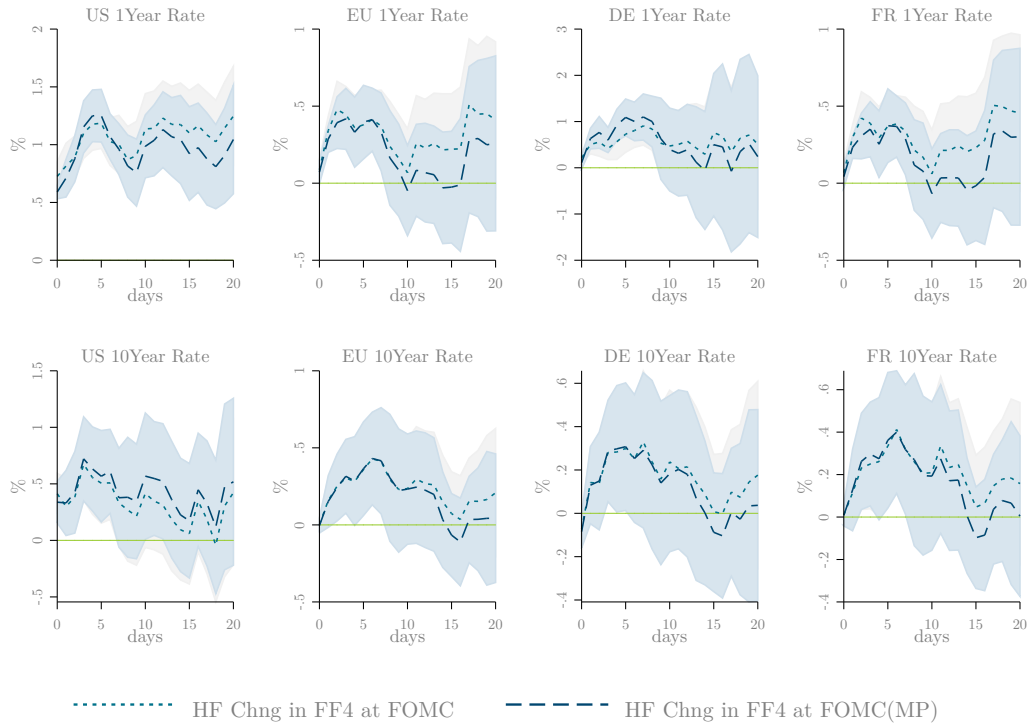 US 1Year Rate
EU 1Year Rate
DE 1Year Rate
FR 1Year Rate
%
0 .5 1 1.5 2
0 5 10 15 20
days
%
-.5 0 .5 1
0 5 10 15 20
days
%
-2 -1 0 1 2 3
0 5 10 15 20
days
%
-.5 0 .5 1
0 5 10 15 20
days
US 10Year Rate
EU 10Year Rate
DE 10Year Rate
FR 10Year Rate
%
-.5 0 .5 1 1.5
0 5 10 15 20
days
%
-.5 0 .5 1
0 5 10 15 20
days
%
-.4 -.2 0 .2 .4 .6
0 5 10 15 20
days
%
-.4 -.2 0 .2 .4 .6
0 5 10 15 20
days
HF Chng in FF4 at FOMC
HF Chng in FF4 at FOMC(MP)